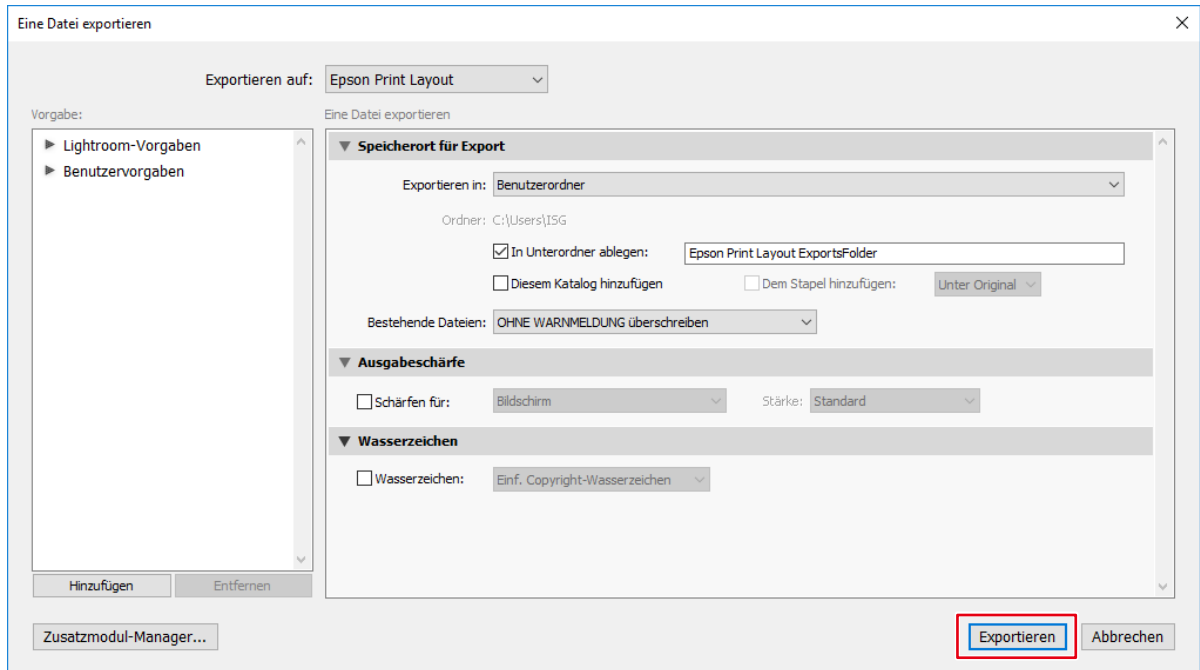 Eine Datei exportieren
Exportieren auf: Epson Print Layout
Vorgabe:
Lightroom-Vorgaben
Benutzervorgaben
Hinzufügen Entfernen
Eine Datei exportieren
Speicherort für Export
Exportieren in: Benutzerordner
Ordner: C:\Users\ISG
In Unterordner ablegen: Epson Print Layout ExportsFolder
Diesem Katalog hinzufügen Dem Stapel hinzufügen: Unter Original
Bestehende Dateien: OHNE WARNMELDUNG überschreiben
Ausgabeschärfe
Schärfen für: Bildschirm Stärke: Standard
Wasserzeichen
Wasserzeichen: Einf. Copyright-Wasserzeichen
Zusatzmodul-Manager... Exportieren Abbrechen